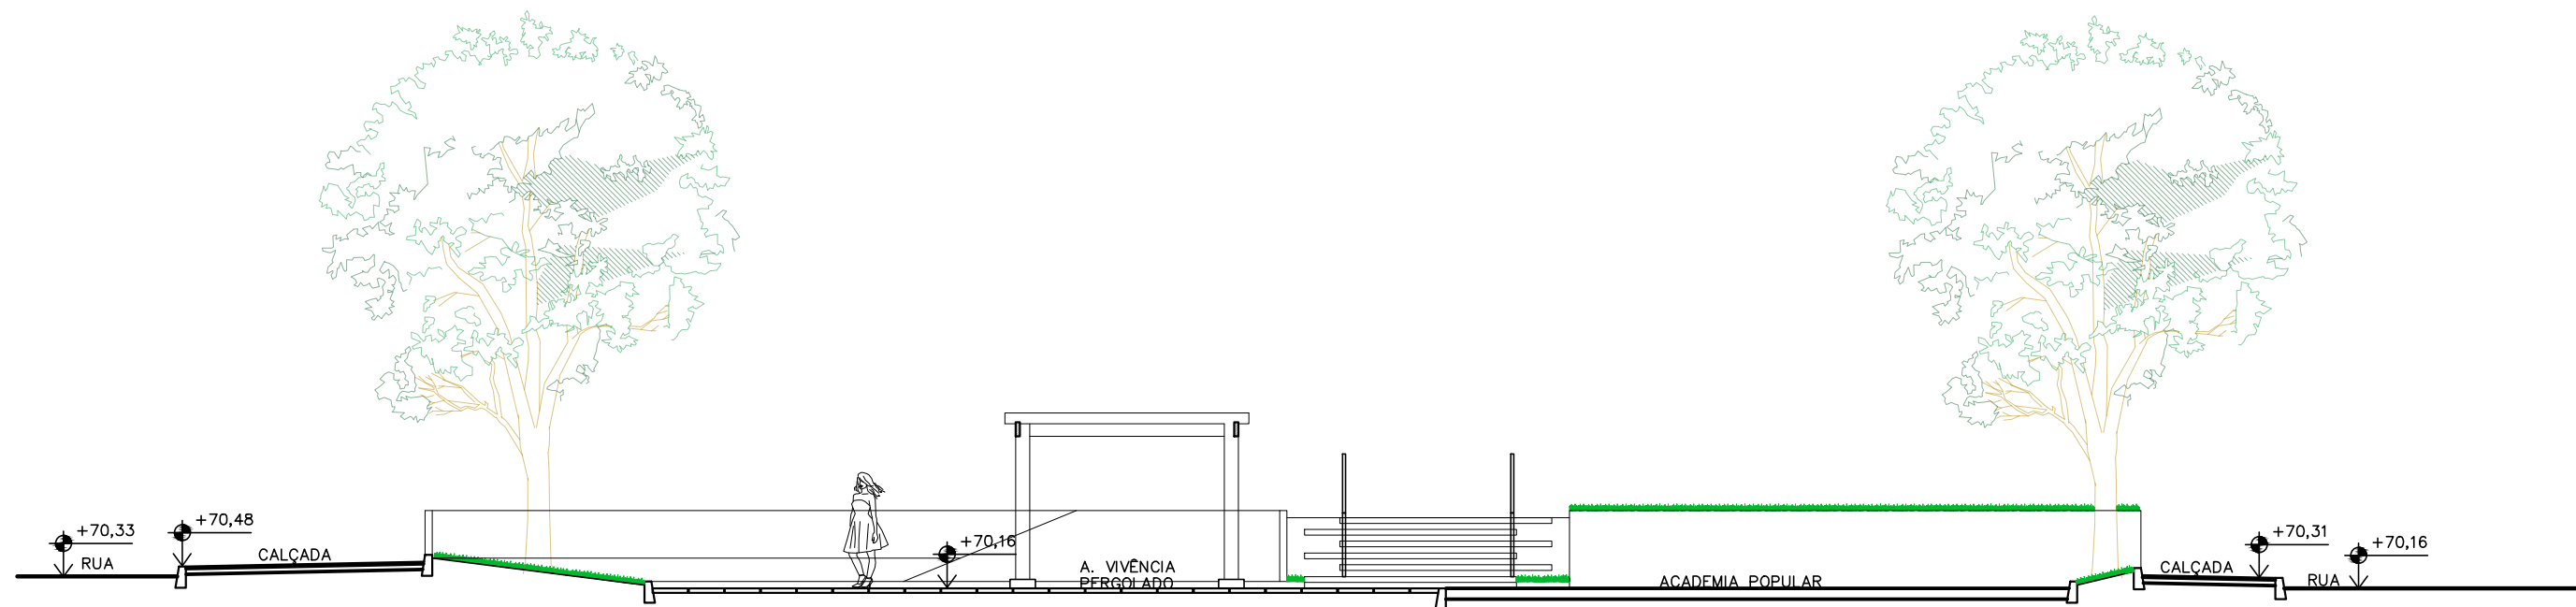 +70,33
RUA
+70,48
CALÇADA
+70,16
A. VIVÊNCIA
PERGOLADO
ACADEMIA POPULAR
CALÇADA
+70,31
RUA
+70,16